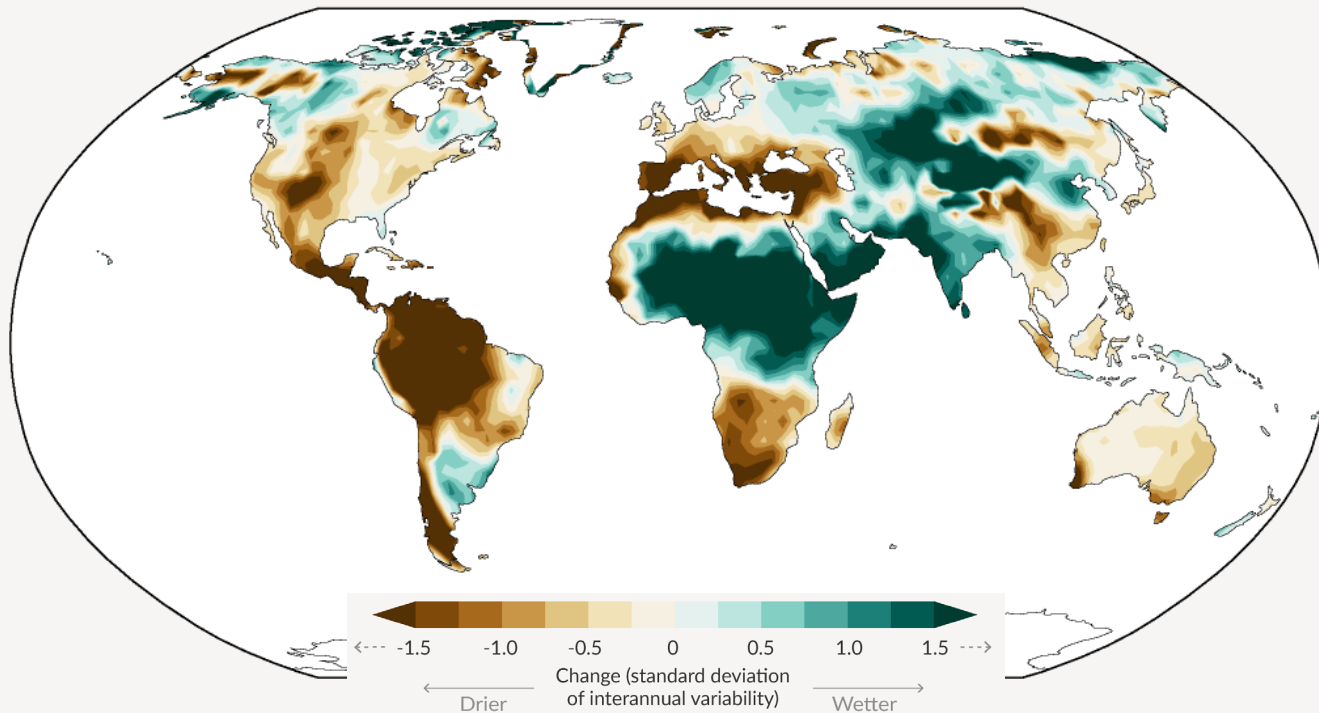 -1.5 -1.0 -0.5 0 0.5 1.0 1.5
Change (standard deviation
of interannual variability)
Drier Wetter